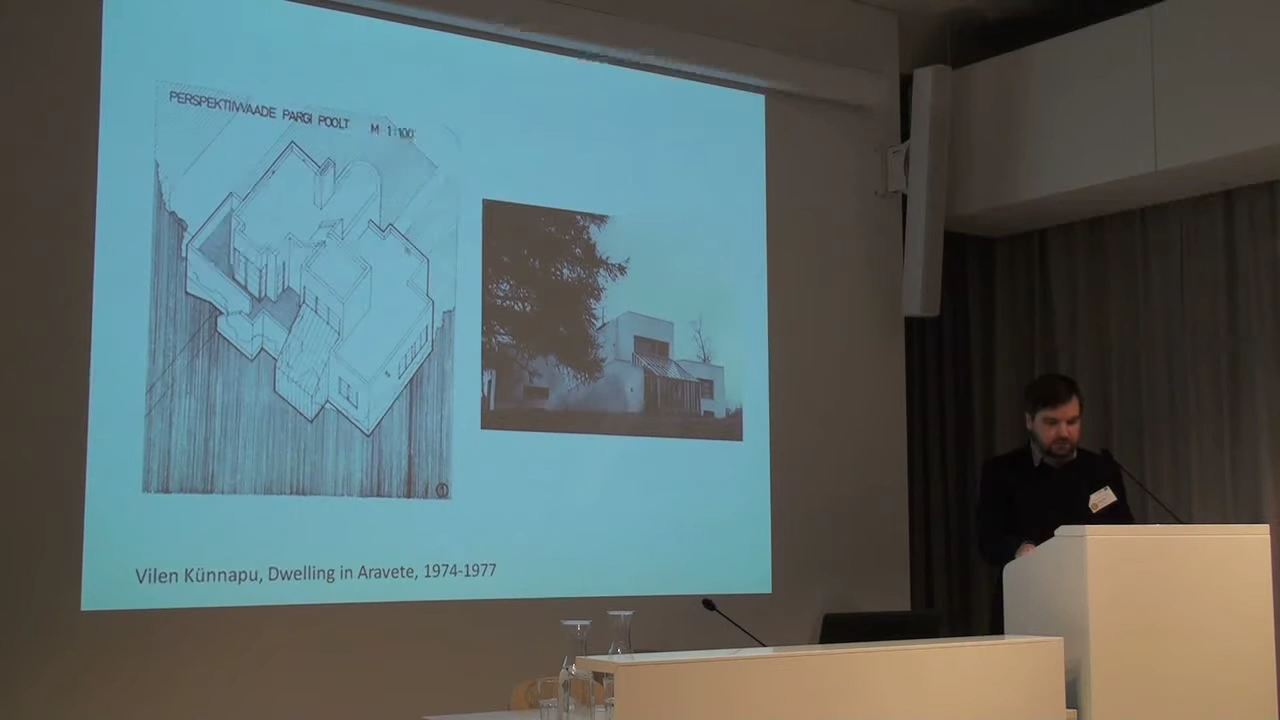 PERSPEKTIIVVAADE PARGI POOLT M 1:100
Vilen Künnapu, Dwelling in Aravete, 1974-1977